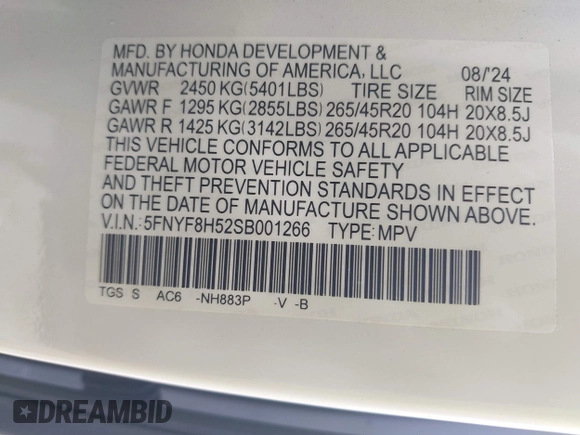 MFD. BY HONDA DEVELOPMENT &
MANUFACTURING OF AMERICA, LLC 08/'24
GVWR 2450 KG(5401LBS) TIRE SIZE RIM SIZE
GAWR F 1295 KG(2855LBS) 265/45R20 104H 20X8.5J
GAWR R 1425 KG(3142LBS) 265/45R20 104H 20X8.5J
THIS VEHICLE CONFORMS TO ALL APPLICABLE
FEDERAL MOTOR VEHICLE SAFETY
AND THEFT PREVENTION STANDARDS IN EFFECT
ON THE DATE OF MANUFACTURE SHOWN ABOVE.
V.I.N.:5FNYF8H52SB001266 TYPE:MPV
TGS S AC6 -NH883P -V -B
DREAMBID